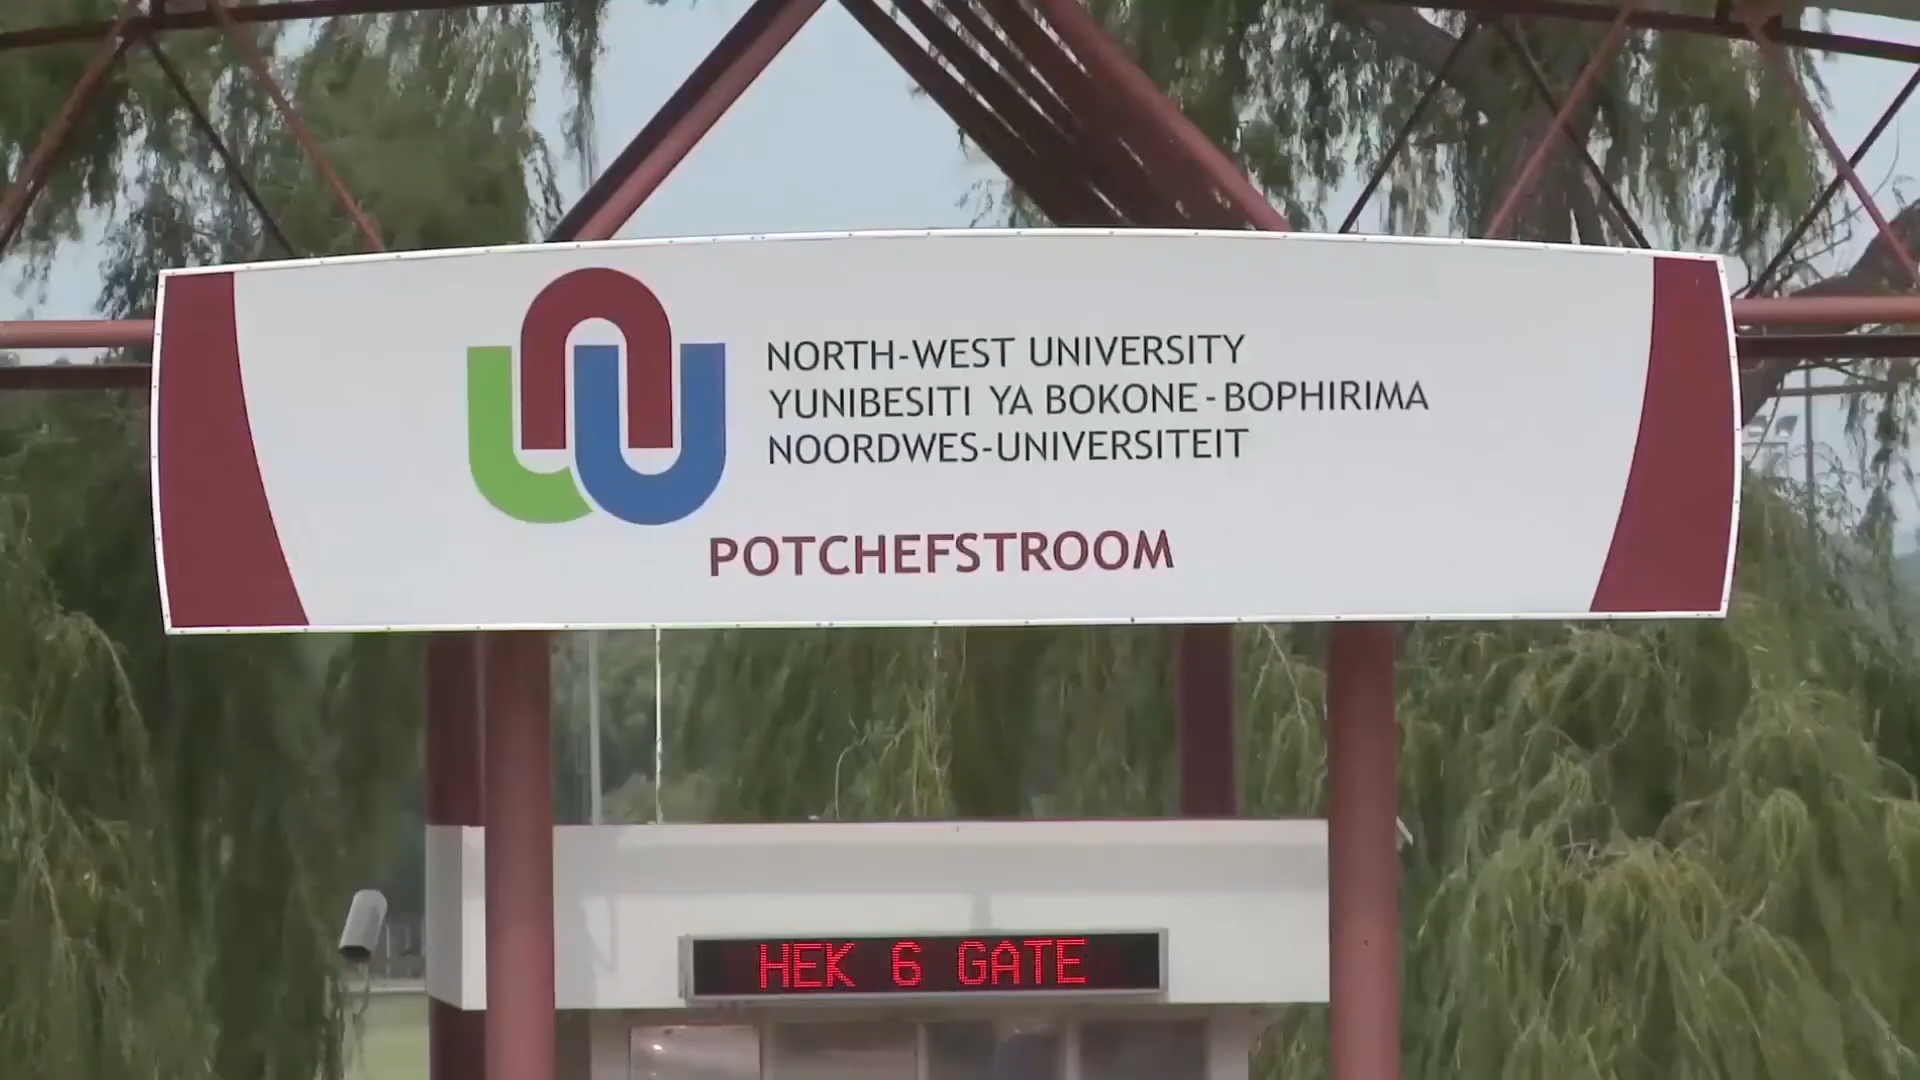 NORTH-WEST UNIVERSITY
YUNIBESITI YA BOKONE-BOPHIRIMA
NOORDWES-UNIVERSITEIT
POTCHEFSTROOM
HEK 6 GATE